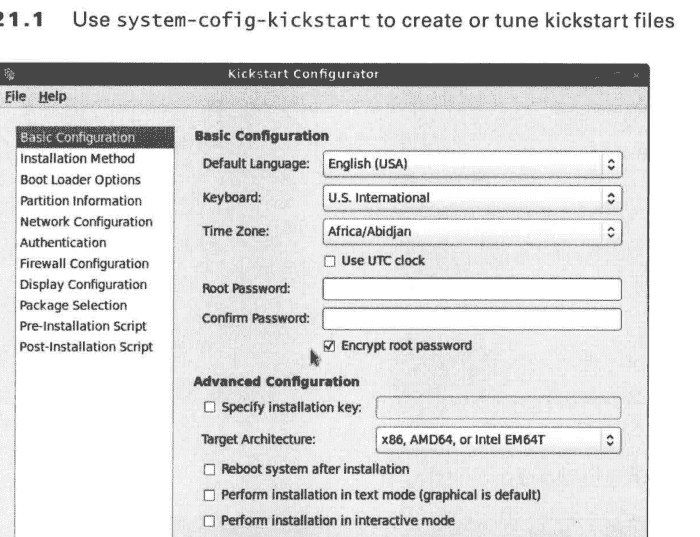 21.1 Use system-cofig-kickstart to create or tune kickstart files
Kickstart Configurator
File Help
Basic Configuration
Installation Method
Boot Loader Options
Partition Information
Network Configuration
Authentication
Firewall Configuration
Display Configuration
Package Selection
Pre-Installation Script
Post-Installation Script
Basic Configuration
Default Language: English (USA)
Keyboard: U.S. International
Time Zone: Africa/Abidjan
Use UTC clock
Root Password:
Confirm Password:
Encrypt root password
Advanced Configuration
Specify installation key:
Target Architecture: x86, AMD64, or Intel EM64T
Reboot system after installation
Perform installation in text mode (graphical is default)
Perform installation in interactive mode